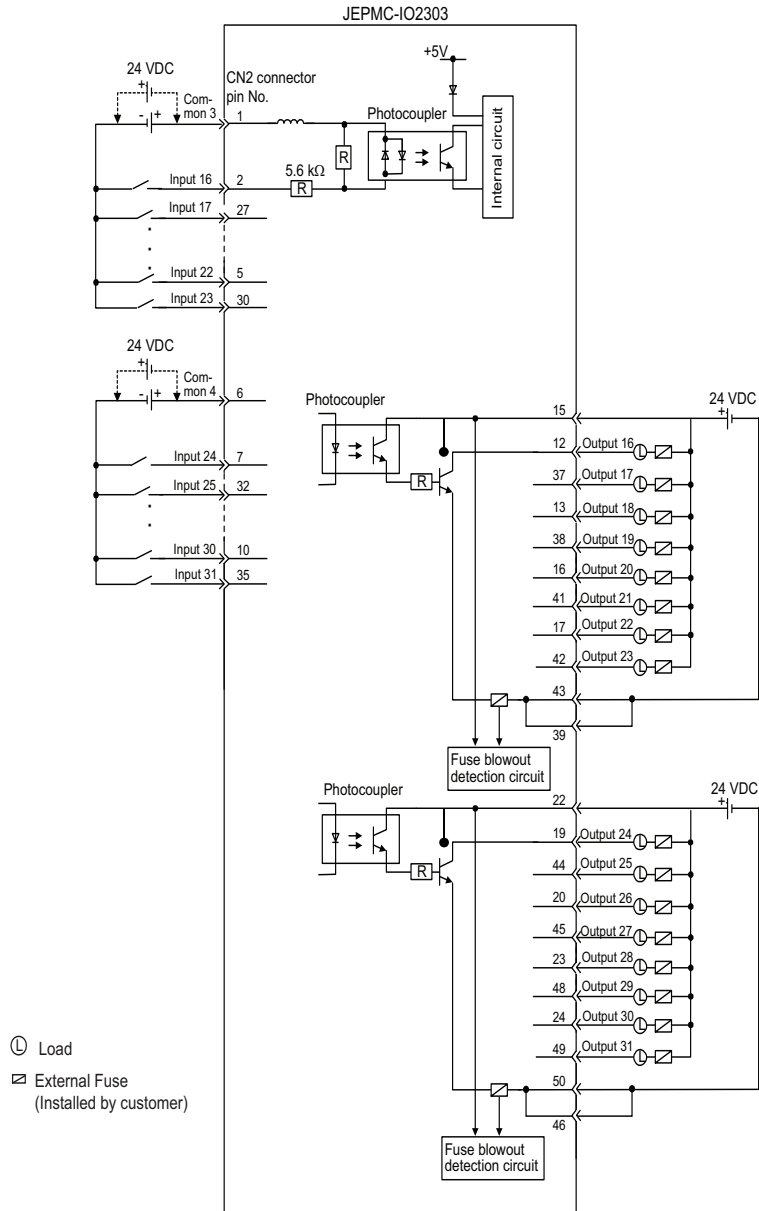 JEPMC-IO2303
+5V
24 VDC
+
CN2 connector
pin No.
Com-
mon 3
1
- +
Photocoupler
R
Internal circuit
5.6 kΩ
Input 16
2
R
Input 17
27
Input 22
5
Input 23
30
24 VDC
+
Com-
mon 4
6
- +
Input 24
7
Input 25
32
Input 30
10
Input 31
35
Photocoupler
15
24 VDC
+
12
Output 16
L
R
37
Output 17
L
13
Output 18
L
38
Output 19
L
16
Output 20
L
41
Output 21
L
17
Output 22
L
42
Output 23
L
43
39
Fuse blowout
detection circuit
Photocoupler
22
24 VDC
+
19
Output 24
L
R
44
Output 25
L
20
Output 26
L
45
Output 27
L
23
Output 28
L
48
Output 29
L
24
Output 30
L
49
Output 31
L
50
46
Fuse blowout
detection circuit
L Load
External Fuse
(Installed by customer)